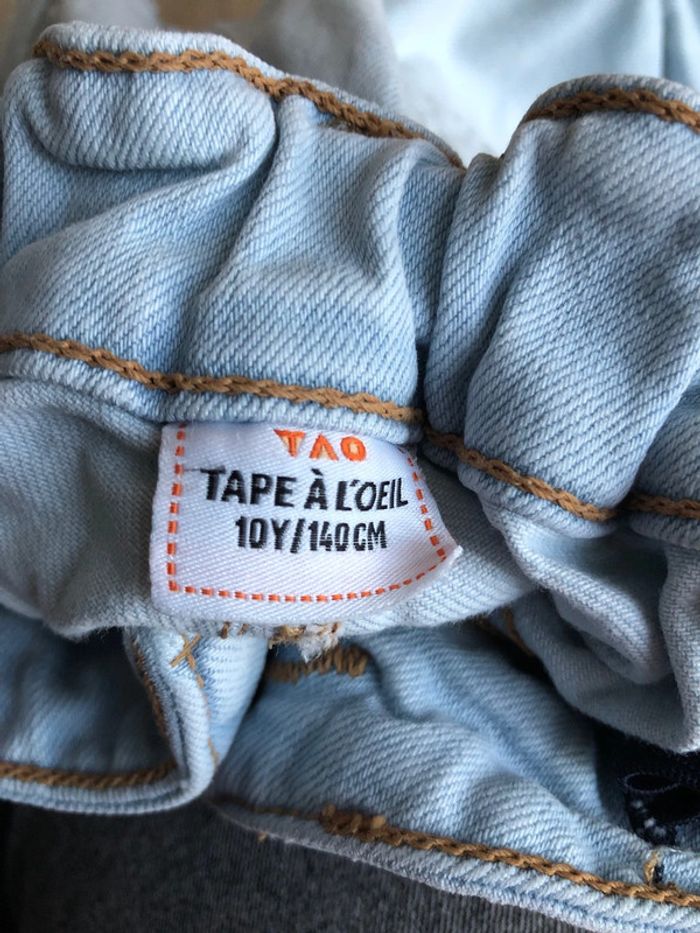 TAO
TAPE À L'OEIL
10Y/140CM